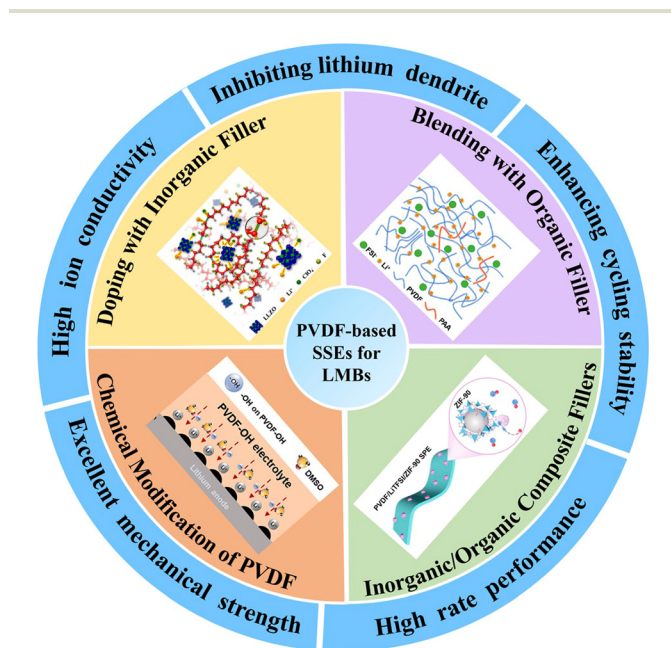 Inhibiting lithium dendrite
Enhancing cycling stability
High rate performance
Excellent mechanical strength
High ion conductivity
Doping with Inorganic Filler
LLZO
Li⁺
ClO₄
F
Blending with Organic Filler
FSI⁻
Li⁺
PVDF
PAA
PVDF-based
SSEs for
LMBs
Chemical Modification of PVDF
-OH
-OH on PVDF-OH
PVDF-OH electrolyte
DMSO
Lithium anode
Inorganic/Organic Composite Fillers
ZIF-90
PVDF/LiTFSI/ZIF-90 SPE